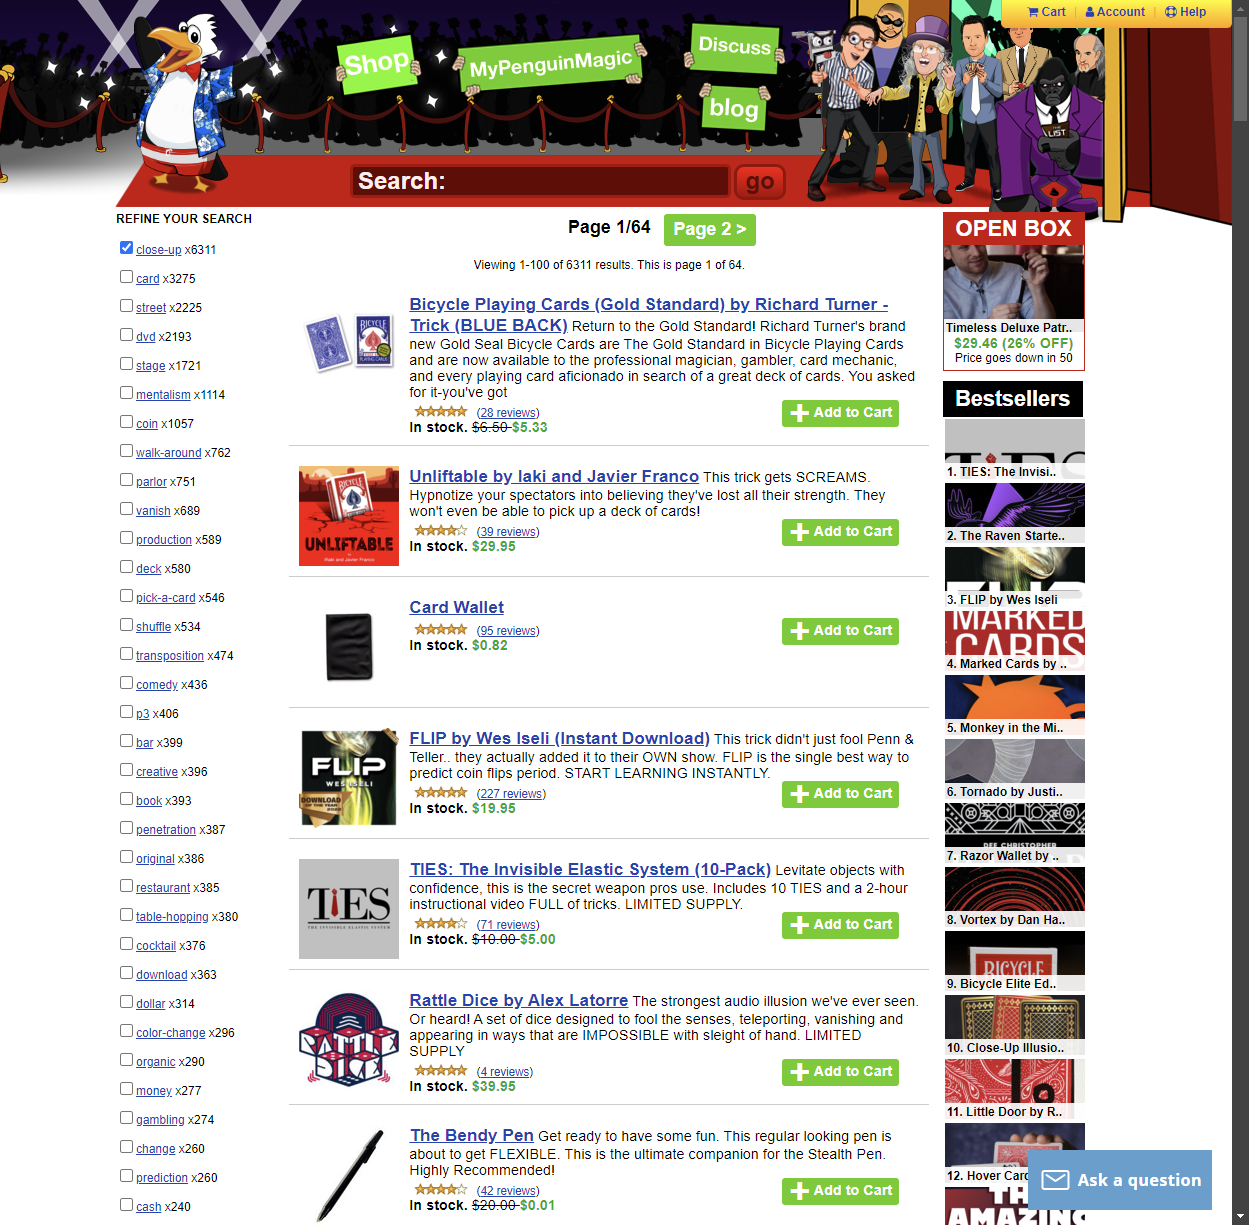 Cart | Account | Help
Shop
MyPenguinMagic
Discuss
blog
THE
LIST
Search:
go
REFINE YOUR SEARCH
close-up x6311
card x3275
street x2225
dvd x2193
stage x1721
mentalism x1114
coin x1057
walk-around x762
parlor x751
vanish x689
production x589
deck x580
pick-a-card x546
shuffle x534
transposition x474
comedy x436
p3 x406
bar x399
creative x396
book x393
penetration x387
original x386
restaurant x385
table-hopping x380
cocktail x376
download x363
dollar x314
color-change x296
organic x290
money x277
gambling x274
change x260
prediction x260
cash x240
Page 1/64 Page 2 >
Viewing 1-100 of 6311 results. This is page 1 of 64.
BICYCLE
Bicycle Playing Cards (Gold Standard) by Richard Turner -
Trick (BLUE BACK) Return to the Gold Standard! Richard Turner's brand
new Gold Seal Bicycle Cards are The Gold Standard in Bicycle Playing Cards
and are now available to the professional magician, gambler, card mechanic,
and every playing card aficionado in search of a great deck of cards. You asked
for it-you've got
(28 reviews)
In stock. $6.50 $5.33
Add to Cart
BICYCLE
UNLIFTABLE
Unliftable by Iaki and Javier Franco This trick gets SCREAMS.
Hypnotize your spectators into believing they've lost all their strength. They
won't even be able to pick up a deck of cards!
(39 reviews)
In stock. $29.95
Add to Cart
Card Wallet
(95 reviews)
In stock. $0.82
Add to Cart
FLIP
WES ISELI
DOWNLOAD
FLIP by Wes Iseli (Instant Download) This trick didn't just fool Penn &
Teller.. they actually added it to their OWN show. FLIP is the single best way to
predict coin flips period. START LEARNING INSTANTLY.
(227 reviews)
In stock. $19.95
Add to Cart
TIES
THE INVISIBLE ELASTIC SYSTEM
TIES: The Invisible Elastic System (10-Pack) Levitate objects with
confidence, this is the secret weapon pros use. Includes 10 TIES and a 2-hour
instructional video FULL of tricks. LIMITED SUPPLY.
(71 reviews)
In stock. $10.00 $5.00
Add to Cart
RATTLE
DICE
Rattle Dice by Alex Latorre The strongest audio illusion we've ever seen.
Or heard! A set of dice designed to fool the senses, teleporting, vanishing and
appearing in ways that are IMPOSSIBLE with sleight of hand. LIMITED
SUPPLY
(4 reviews)
In stock. $39.95
Add to Cart
The Bendy Pen Get ready to have some fun. This regular looking pen is
about to get FLEXIBLE. This is the ultimate companion for the Stealth Pen.
Highly Recommended!
(42 reviews)
In stock. $20.00 $0.01
Add to Cart
OPEN BOX
Timeless Deluxe Patr..
$29.46 (26% OFF)
Price goes down in 50
Bestsellers
1. TIES: The Invisi..
2. The Raven Starte..
3. FLIP by Wes Iseli
MARKED
CARDS
4. Marked Cards by ..
5. Monkey in the Mi..
6. Tornado by Justi..
DEE CHRISTOPHER
7. Razor Wallet by ..
8. Vortex by Dan Ha..
BICYCLE
9. Bicycle Elite Ed..
10. Close-Up Illusio..
11. Little Door by R..
12. Hover Card
AMAZING
Ask a question